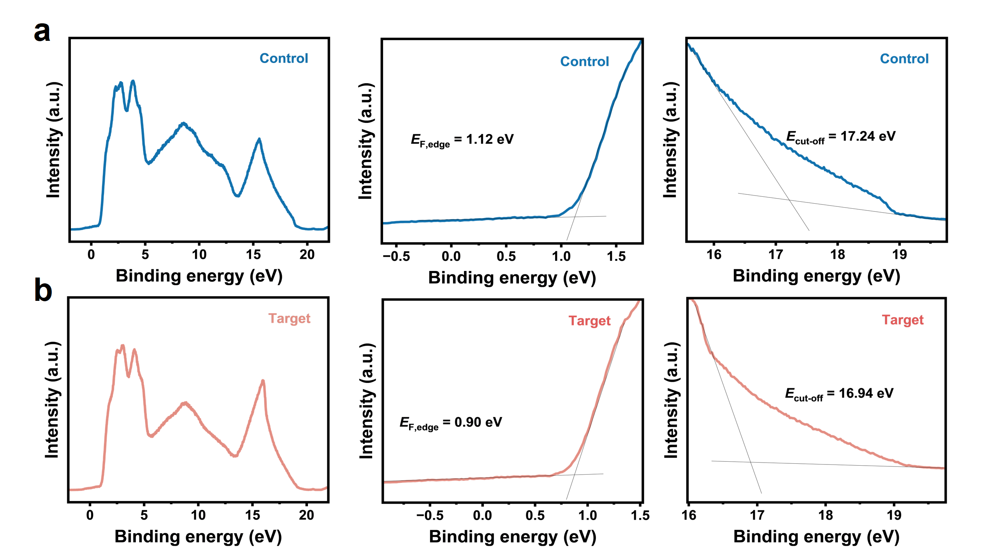 a
Control
Intensity (a.u.)
0 5 10 15 20
Binding energy (eV)
Control
E_F,edge = 1.12 eV
Intensity (a.u.)
−0.5 0.0 0.5 1.0 1.5
Binding energy (eV)
Control
E_cut-off = 17.24 eV
Intensity (a.u.)
16 17 18 19
Binding energy (eV)
b
Target
Intensity (a.u.)
0 5 10 15 20
Binding energy (eV)
Target
E_F,edge = 0.90 eV
Intensity (a.u.)
−0.5 0.0 0.5 1.0 1.5
Binding energy (eV)
Target
E_cut-off = 16.94 eV
Intensity (a.u.)
16 17 18 19
Binding energy (eV)